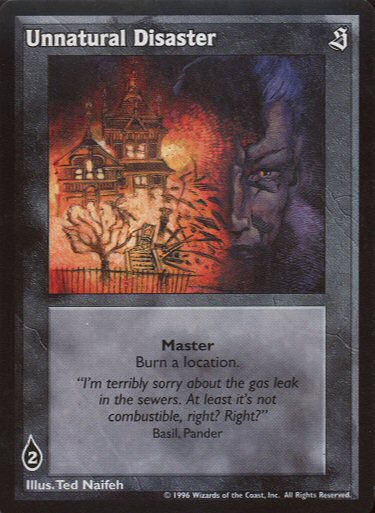 Unnatural Disaster
Master
Burn a location.
"I'm terribly sorry about the gas leak
in the sewers. At least it's not
combustible, right? Right?"
Basil, Pander
2
Illus. Ted Naifeh
© 1996 Wizards of the Coast, Inc. All Rights Reserved.